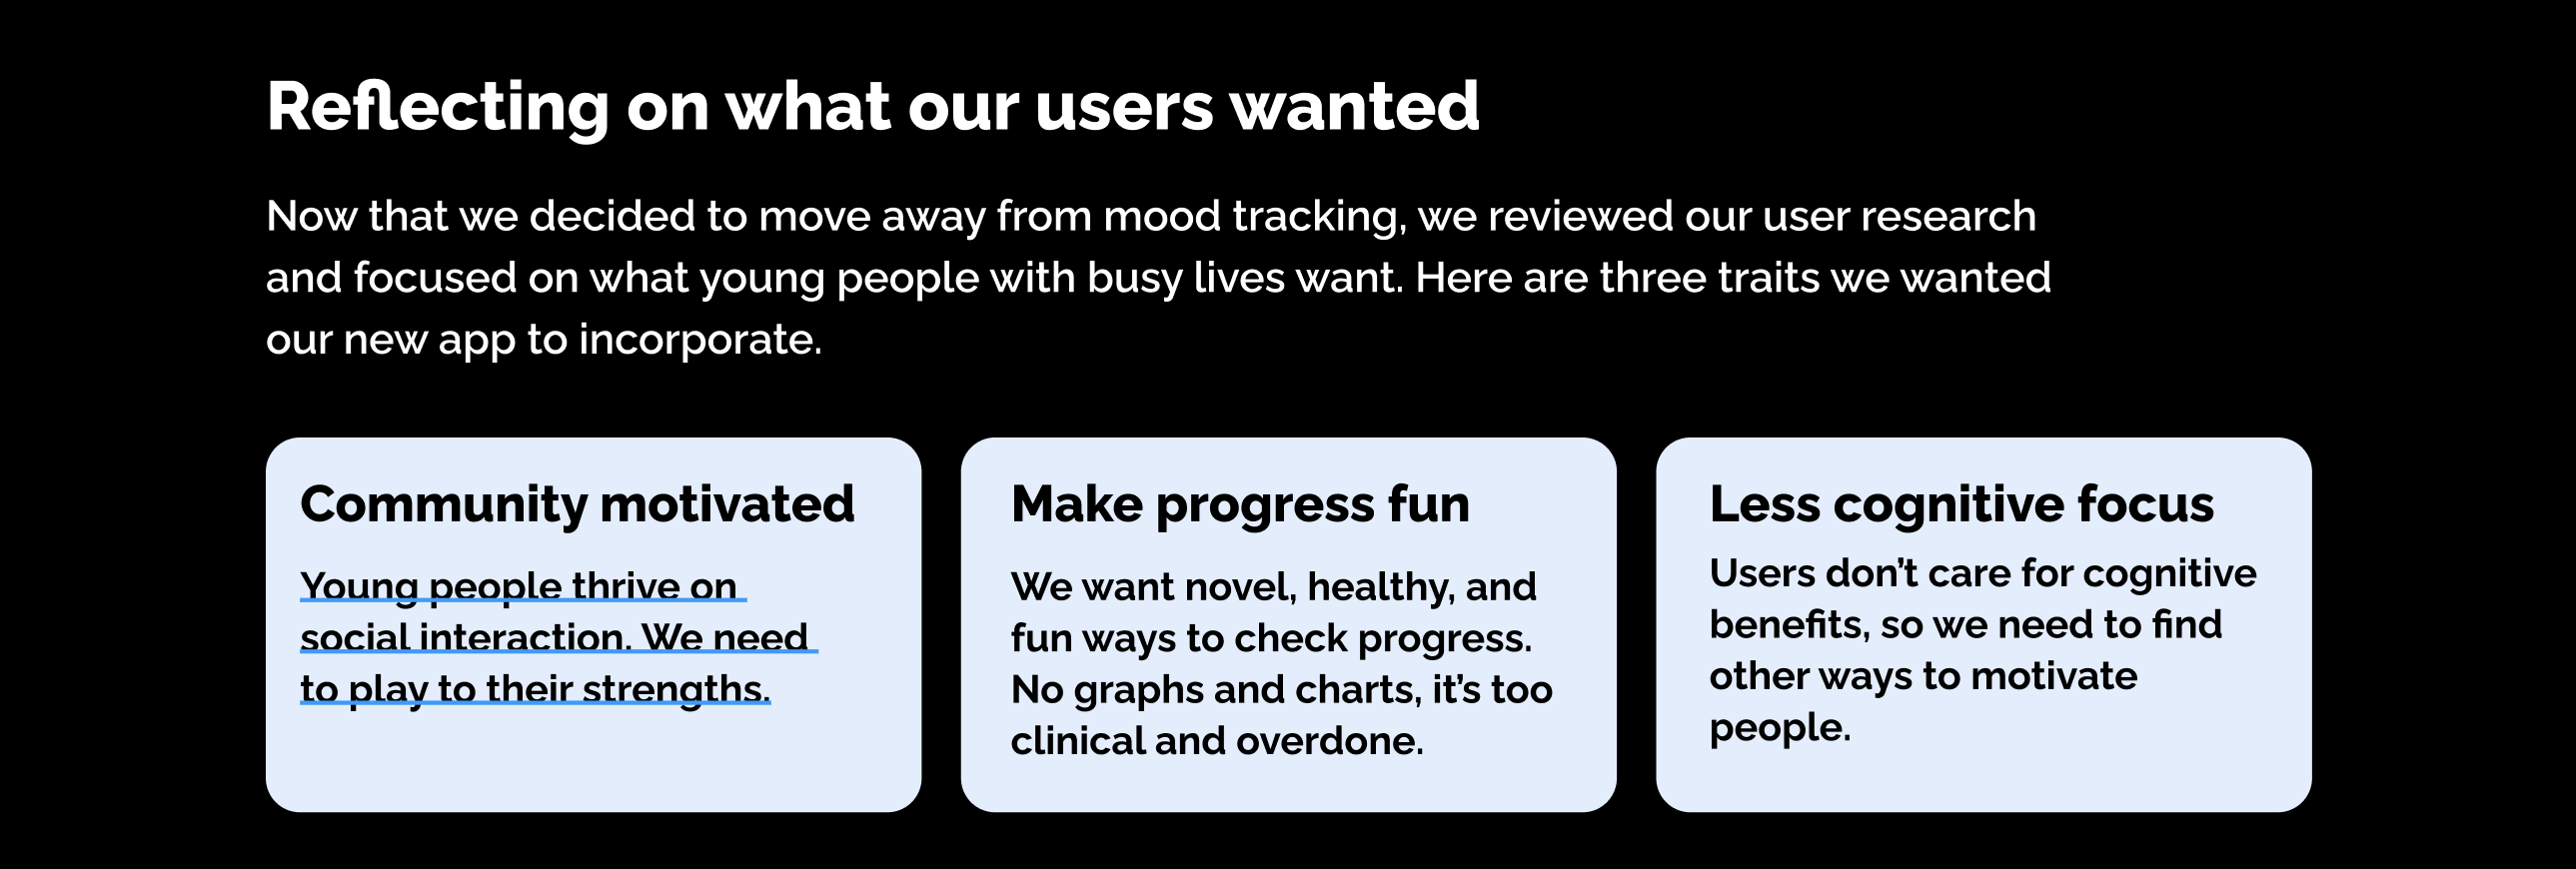 Reflecting on what our users wanted
Now that we decided to move away from mood tracking, we reviewed our user research
and focused on what young people with busy lives want. Here are three traits we wanted
our new app to incorporate.
Community motivated
Young people thrive on
social interaction. We need
to play to their strengths.
Make progress fun
We want novel, healthy, and
fun ways to check progress.
No graphs and charts, it’s too
clinical and overdone.
Less cognitive focus
Users don’t care for cognitive
benefits, so we need to find
other ways to motivate
people.